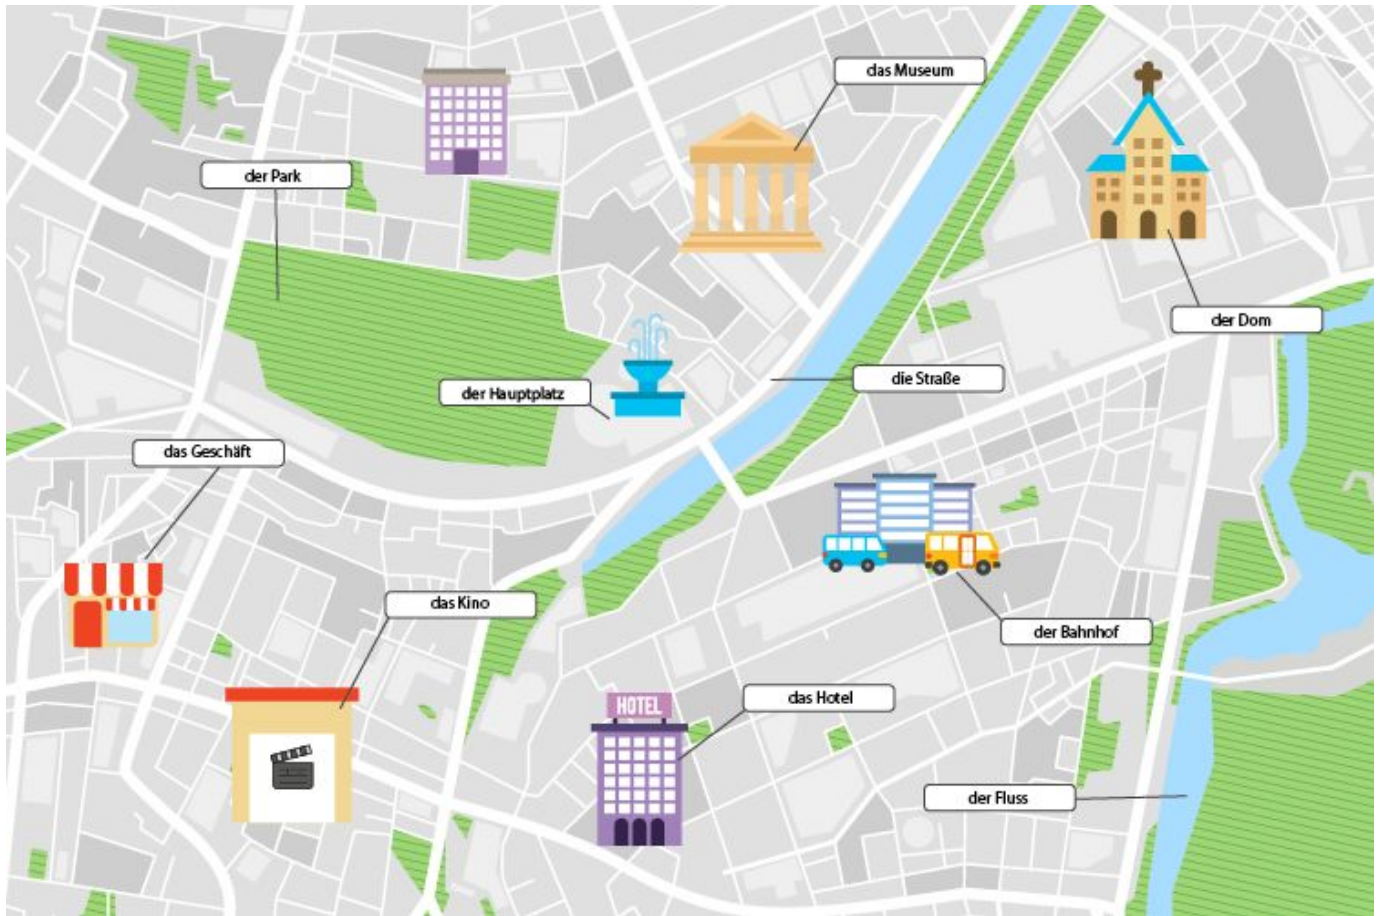 das Museum
der Park
der Dom
die Straße
der Hauptplatz
das Geschäft
das Kino
der Bahnhof
das Hotel
HOTEL
der Fluss